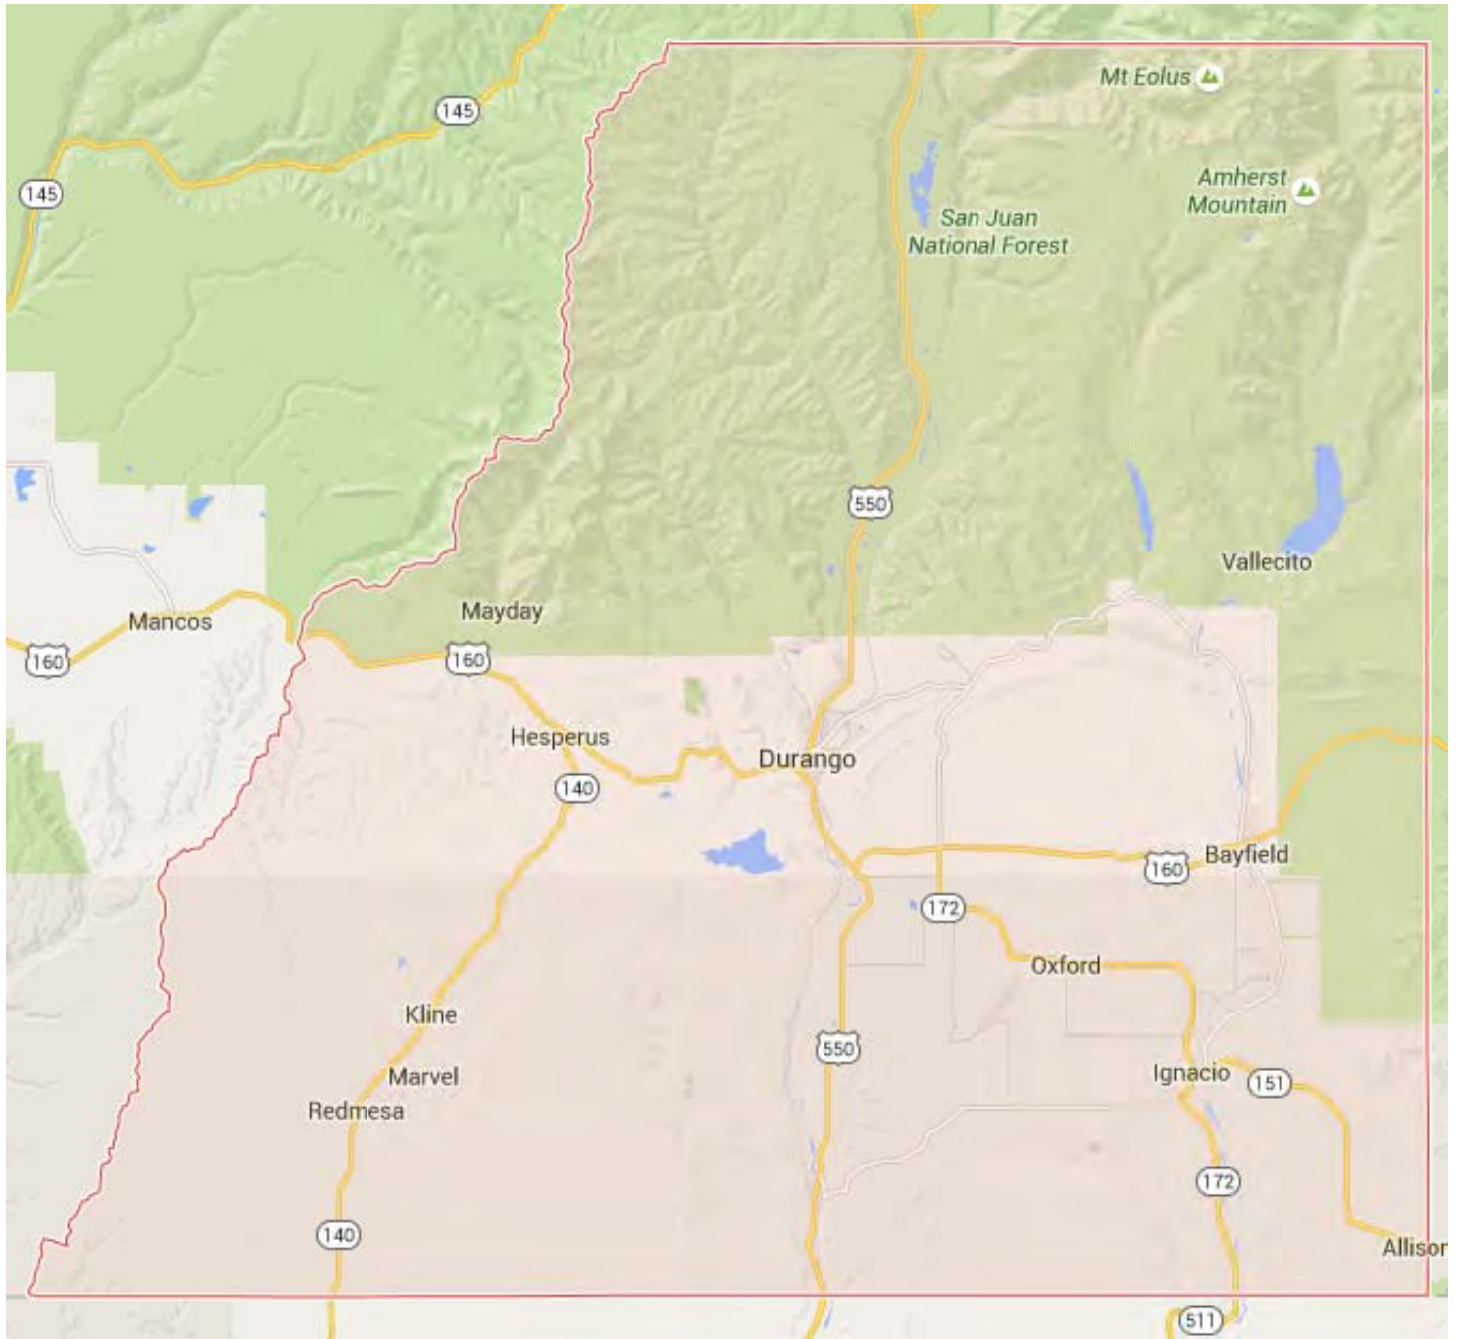 Mt Eolus
145
145
Amherst
Mountain
San Juan
National Forest
550
Vallecito
Mayday
Mancos
160
160
Hesperus
Durango
140
Bayfield
160
172
Oxford
Kline
550
Ignacio
Marvel
151
Redmesa
172
140
Allison
511